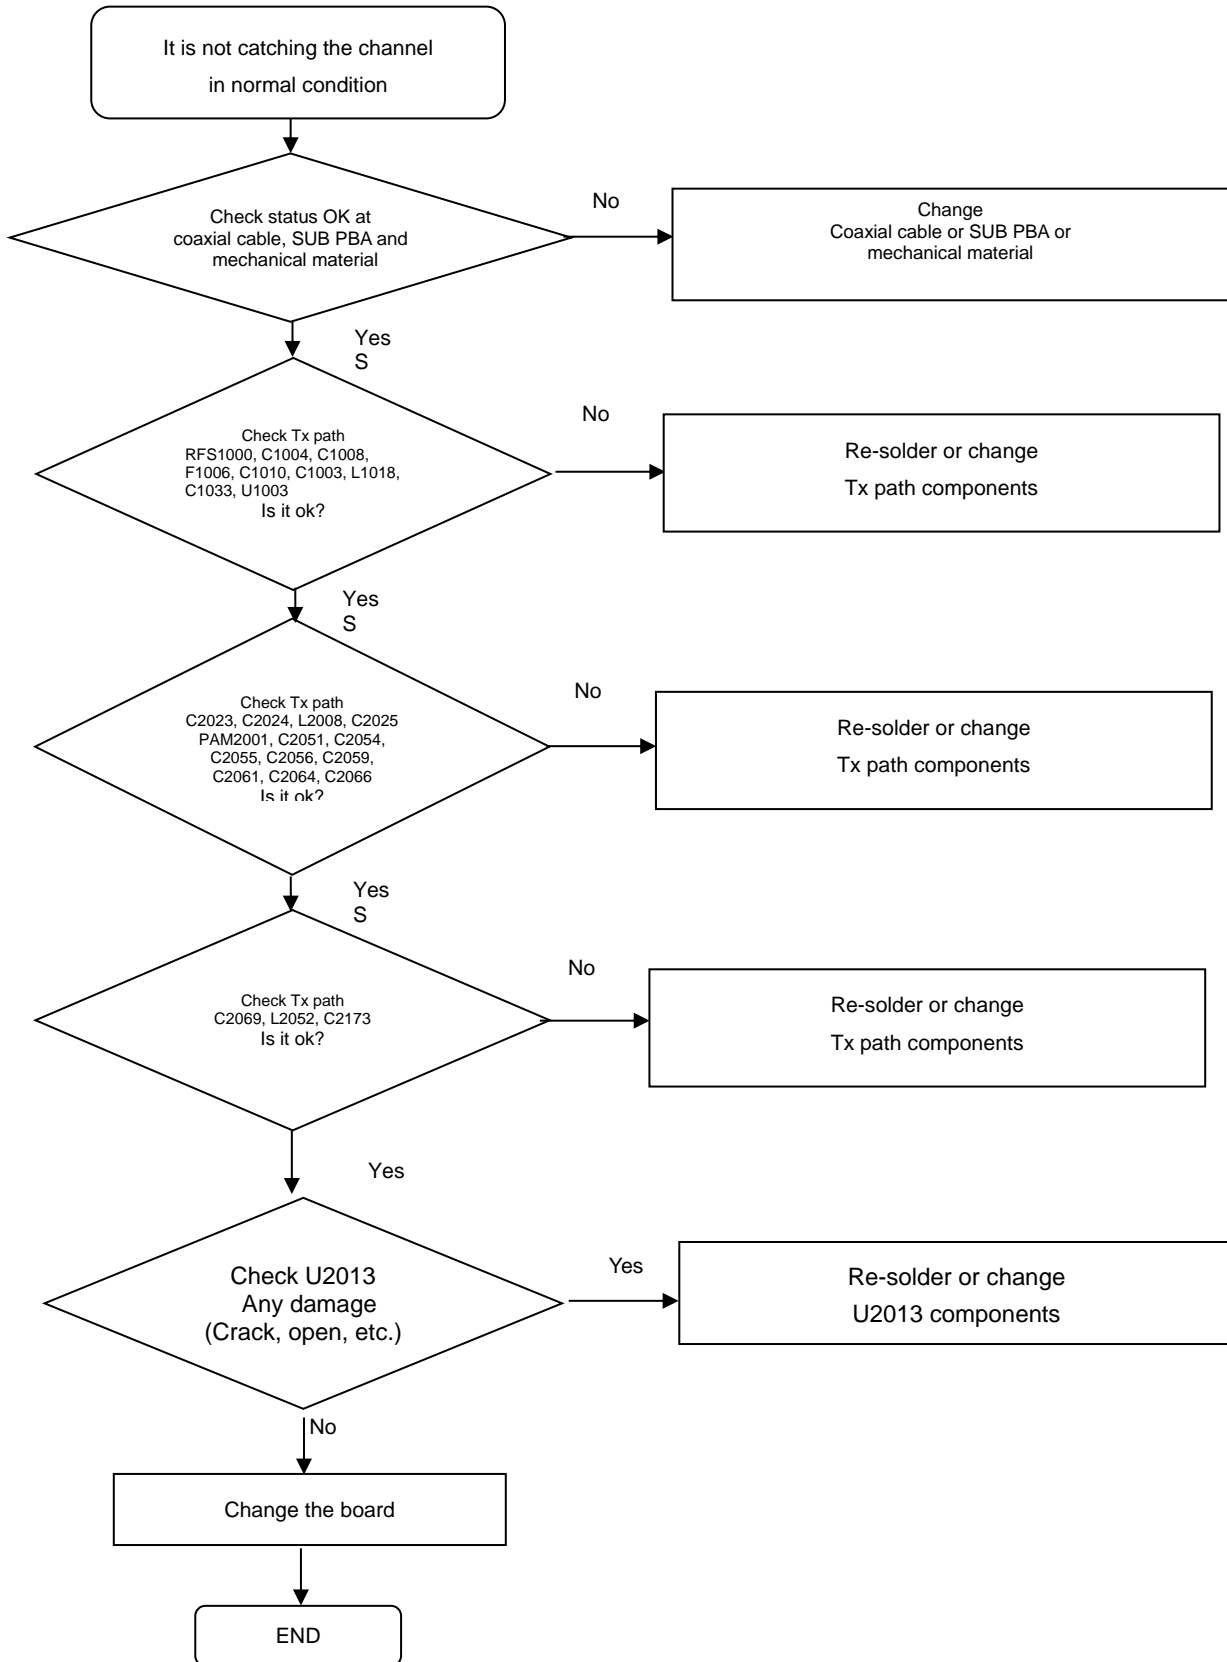 It is not catching the channel
in normal condition
Check status OK at
coaxial cable, SUB PBA and
mechanical material
No
Change
Coaxial cable or SUB PBA or
mechanical material
Yes
S
Check Tx path
RFS1000, C1004, C1008,
F1006, C1010, C1003, L1018,
C1033, U1003
Is it ok?
No
Re-solder or change
Tx path components
Yes
S
Check Tx path
C2023, C2024, L2008, C2025
PAM2001, C2051, C2054,
C2055, C2056, C2059,
C2061, C2064, C2066
Is it ok?
No
Re-solder or change
Tx path components
Yes
S
Check Tx path
C2069, L2052, C2173
Is it ok?
No
Re-solder or change
Tx path components
Yes
Check U2013
Any damage
(Crack, open, etc.)
Yes
Re-solder or change
U2013 components
No
Change the board
END